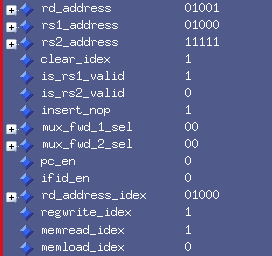 rd_address 01001
rs1_address 01000
rs2_address 11111
clear_idex 1
is_rs1_valid 1
is_rs2_valid 0
insert_nop 1
mux_fwd_1_sel 00
mux_fwd_2_sel 00
pc_en 0
ifid_en 0
rd_address_idex 01000
regwrite_idex 1
memread_idex 1
memload_idex 0